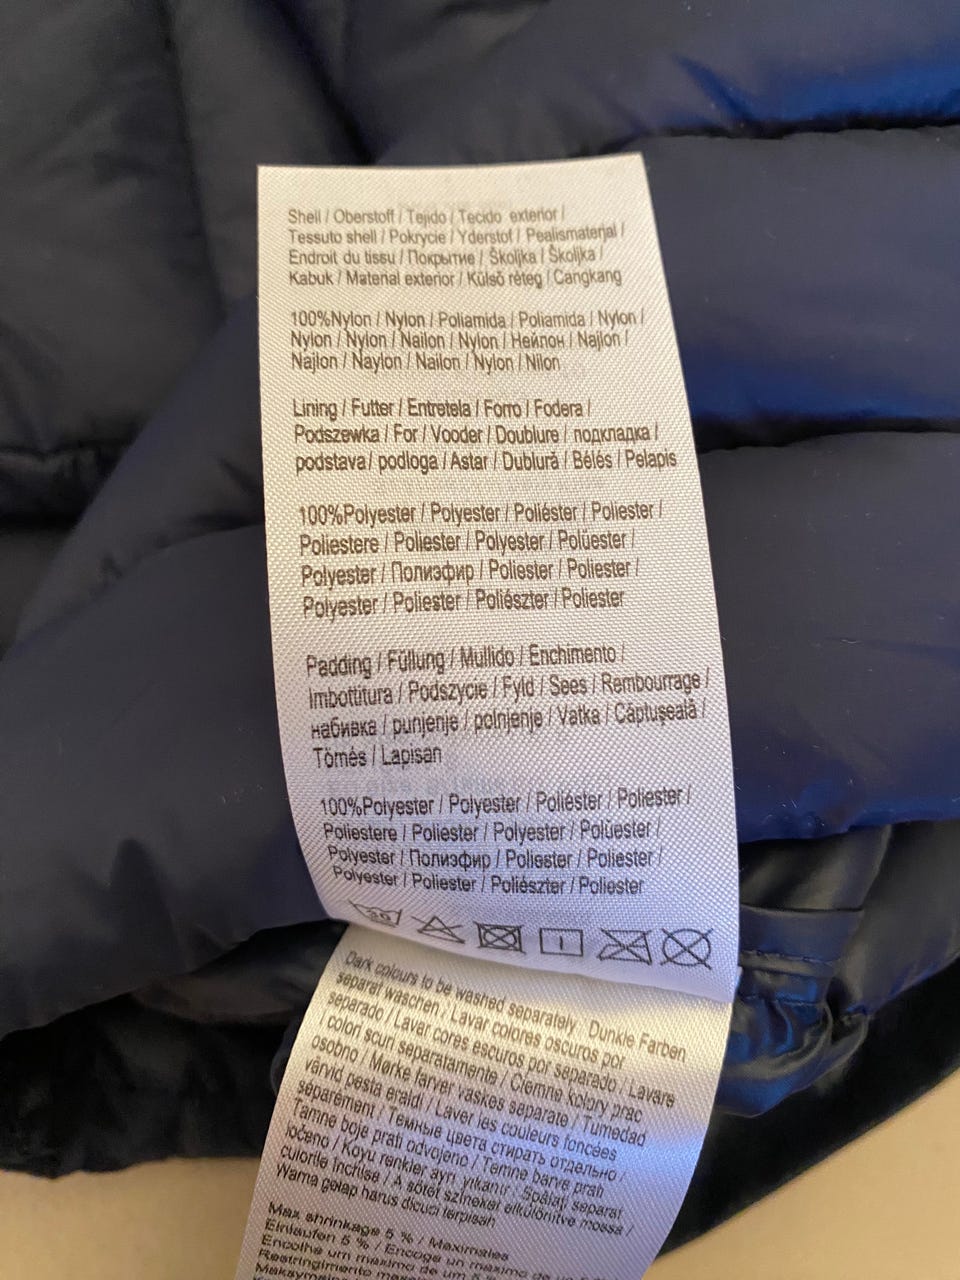 Shell / Oberstoff / Tejido / Tecido exterior /
Tessuto shell / Pokrycie / Yderstof / Pealismaterjal /
Endroit du tissu / Покрытие / Školjka / Školjka /
Kabuk / Material exterior / Külső réteg / Cangkang
100%Nylon / Nylon / Poliamida / Poliamida / Nylon /
Nylon / Nylon / Nailon / Nylon / Нейлон / Najlon /
Najlon / Naylon / Nailon / Nylon / Nilon
Lining / Futter / Entretela / Forro / Fodera /
Podszewka / For / Vooder / Doublure / подкладка /
podstava/ podloga / Astar / Dublură / Bélés / Pelapis
100%Polyester / Polyester / Poliéster / Poliester /
Poliestere / Poliester / Polyester / Polüester /
Polyester / Полиэфир / Poliester / Poliester /
Polyester / Poliester / Poliészter / Poliester
Padding / Füllung / Mullido / Enchimento /
Imbottitura / Podszycie / Fyld / Sees / Rembourrage /
набивка / punjenje / polnjenje / Vatka / Căptuşeală /
Tömés / Lapisan
100%Polyester / Polyester / Poliéster / Poliester /
Poliestere / Poliester / Polyester / Polüester /
Polyester / Полиэфир / Poliester / Poliester /
Polyester / Poliester / Poliészter / Poliester
30
Dark colours to be washed separately / Dunkle Farben
separat waschen / Lavar colores oscuros por
separado / Lavar cores escuros por separado / Lavare
/ colori scuri separatamente / Ciemne kolory prac
osobno / Mørke farver vaskes separate / Tumedad
värvid pesta eraldi / Laver les couleurs foncées
séparément / Темные цвета стирать отдельно /
Tamne boje prati odvojeno / Temne barve prati
ločeno / Koyu renkler ayrı yıkanır / Spălaţi separat
culorile închise / A sötét színeket elkülönítve mossa /
Warna gelap harus dicuci terpisah
Max shrinkage 5 % / Maximales
Einlaufen 5 % / Encoge un máximo de un 5 %
Encolhe um máximo de um 5
Restringimento